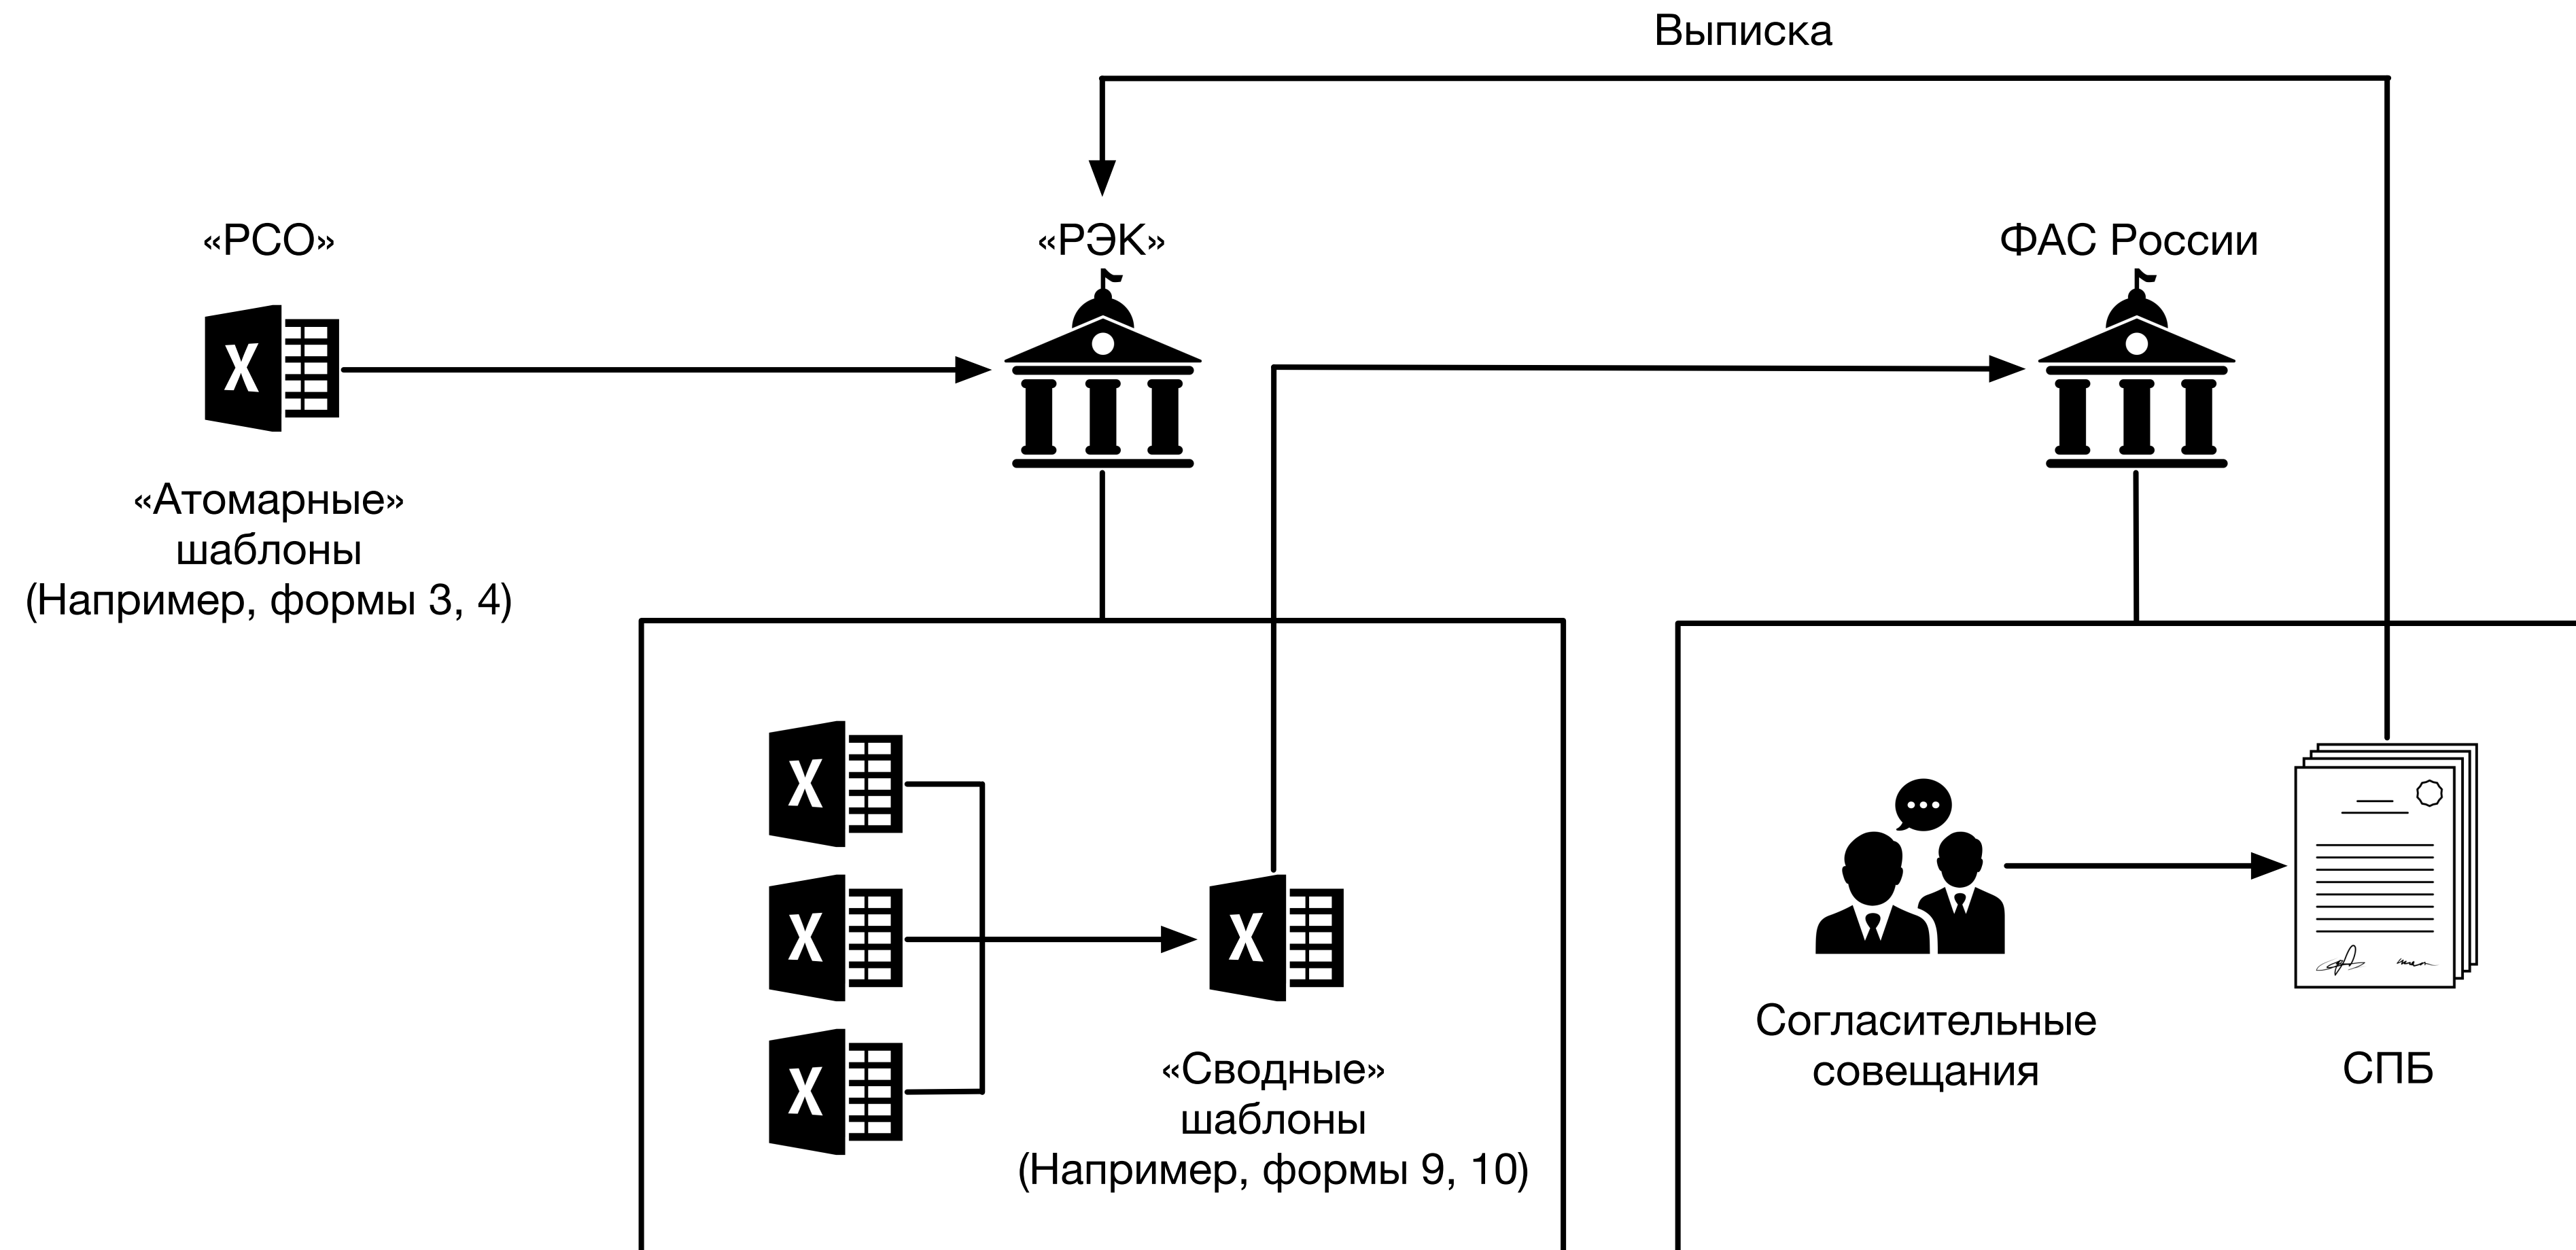 Выписка
«РСО»
«РЭК»
ФАС России
X
«Атомарные»
шаблоны
(Например, формы 3, 4)
X
X
X
X
«Сводные»
шаблоны
(Например, формы 9, 10)
Согласительные
совещания
СПБ